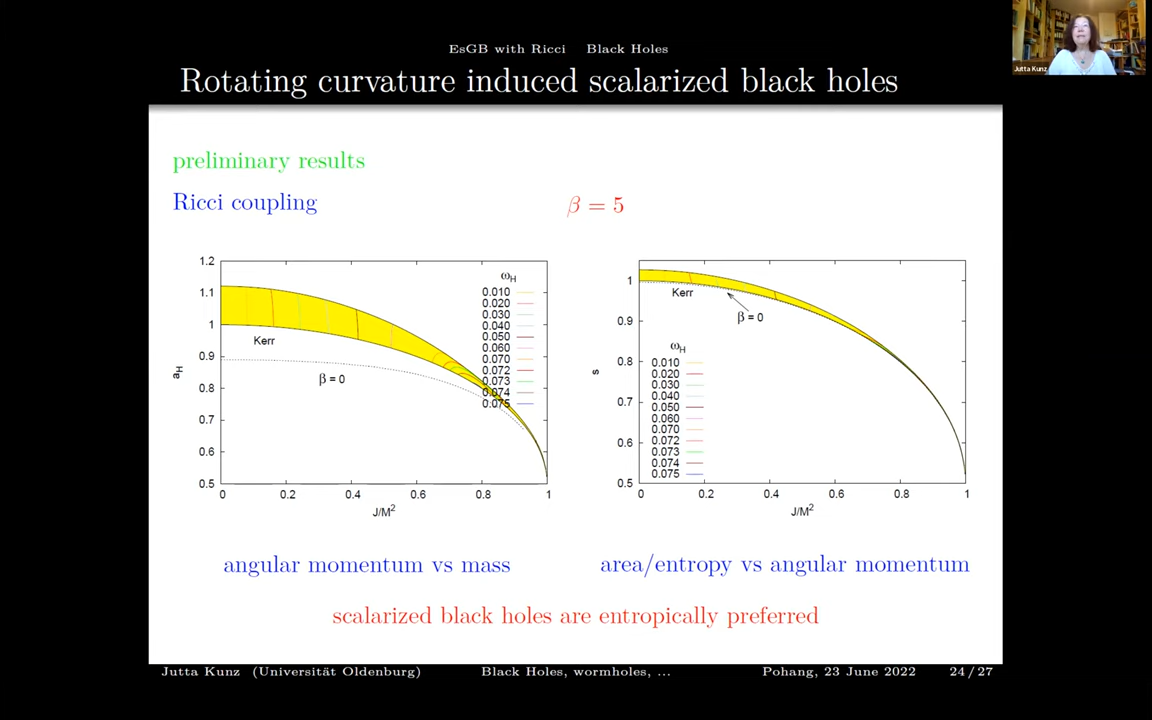 EsGB with Ricci Black Holes
Rotating curvature induced scalarized black holes
Jutta Kunz
preliminary results
Ricci coupling
β = 5
1.2
1.1
1
0.9
0.8
0.7
0.6
0.5
aH
0 0.2 0.4 0.6 0.8 1
J/M²
Kerr
β = 0
ωH
0.010
0.020
0.030
0.040
0.050
0.060
0.070
0.072
0.073
0.074
0.075
1
0.9
0.8
0.7
0.6
0.5
s
0 0.2 0.4 0.6 0.8 1
J/M²
Kerr
β = 0
ωH
0.010
0.020
0.030
0.040
0.050
0.060
0.070
0.072
0.073
0.074
0.075
angular momentum vs mass
area/entropy vs angular momentum
scalarized black holes are entropically preferred
Jutta Kunz (Universität Oldenburg) Black Holes, wormholes, ... Pohang, 23 June 2022 24 / 27